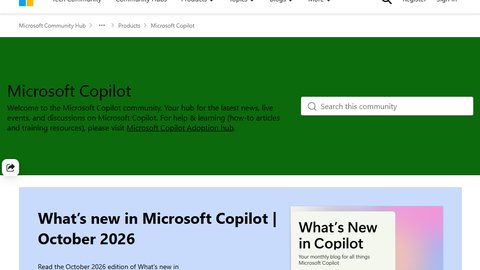 Tech Community Community Hubs Products Topics Blogs More Register Sign In
Microsoft Community Hub > ... > Products > Microsoft Copilot
Microsoft Copilot
Welcome to the Microsoft Copilot community. Your hub for the latest news, live
events, and discussions on Microsoft Copilot. For help & learning (how-to articles
and training resources), please visit Microsoft Copilot Adoption hub.
Search this community
What's new in Microsoft Copilot |
October 2026
Read the October 2026 edition of What's new in
What's New
in Copilot
Your monthly blog for all things
Microsoft Copilot